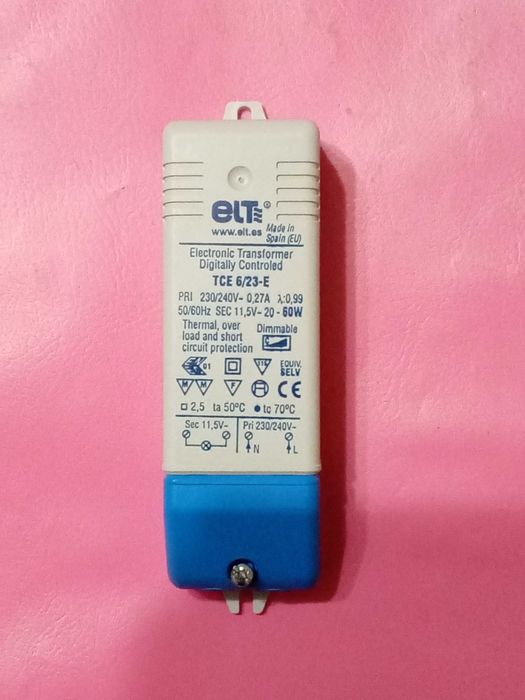 ELT®
www.elt.es
Made in
Spain (EU)
Electronic Transformer
Digitally Controled
TCE 6/23-E
PRI 230/240V~ 0,27A λ:0,99
50/60Hz SEC 11,5V~ 20 - 60W
Thermal, over
load and short
circuit protection
Dimmable
01
110
EQUIV.
SELV
M M F CE
2,5 ta 50ºC tc 70ºC
Sec 11,5V~ Pri 230/240V~
N L